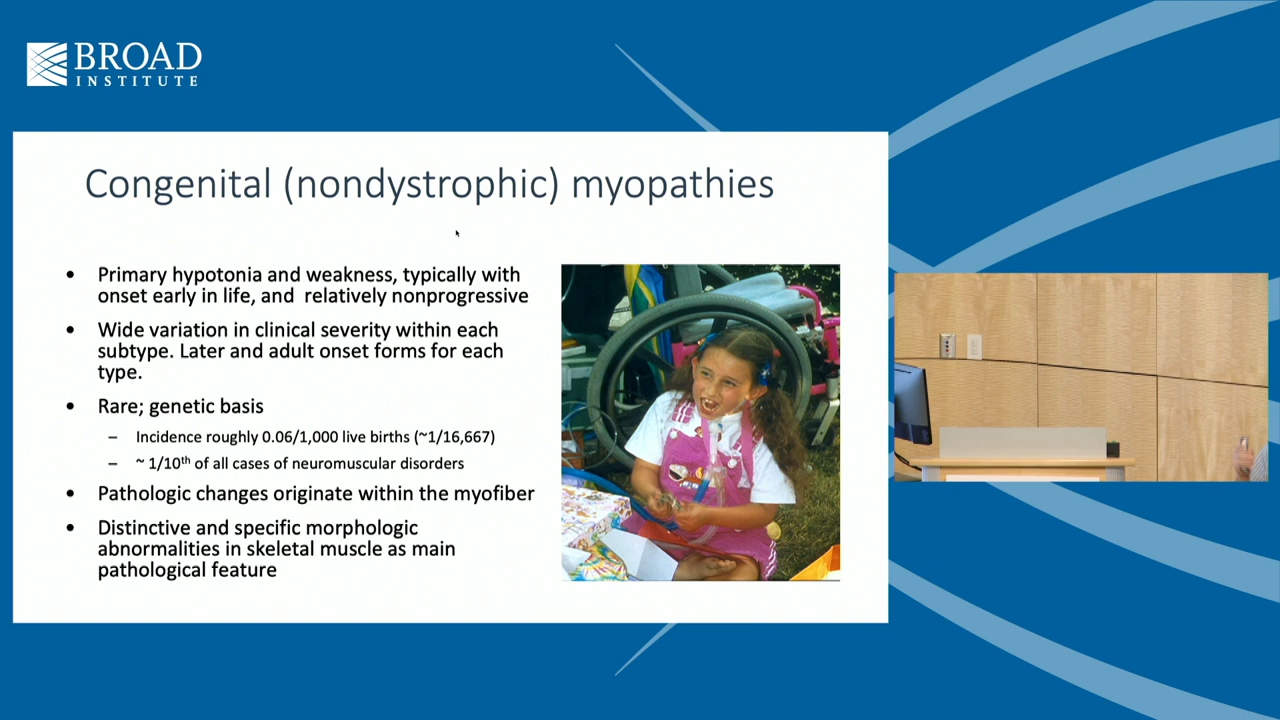 BROAD
INSTITUTE
Congenital (nondystrophic) myopathies
• Primary hypotonia and weakness, typically with
onset early in life, and relatively nonprogressive
• Wide variation in clinical severity within each
subtype. Later and adult onset forms for each
type.
• Rare; genetic basis
– Incidence roughly 0.06/1,000 live births (~1/16,667)
– ~ 1/10th of all cases of neuromuscular disorders
• Pathologic changes originate within the myofiber
• Distinctive and specific morphologic
abnormalities in skeletal muscle as main
pathological feature